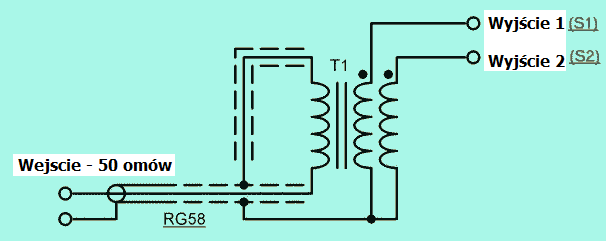 Wyjście 1 (S1)
Wyjście 2 (S2)
T1
Wejscie - 50 omów
RG58